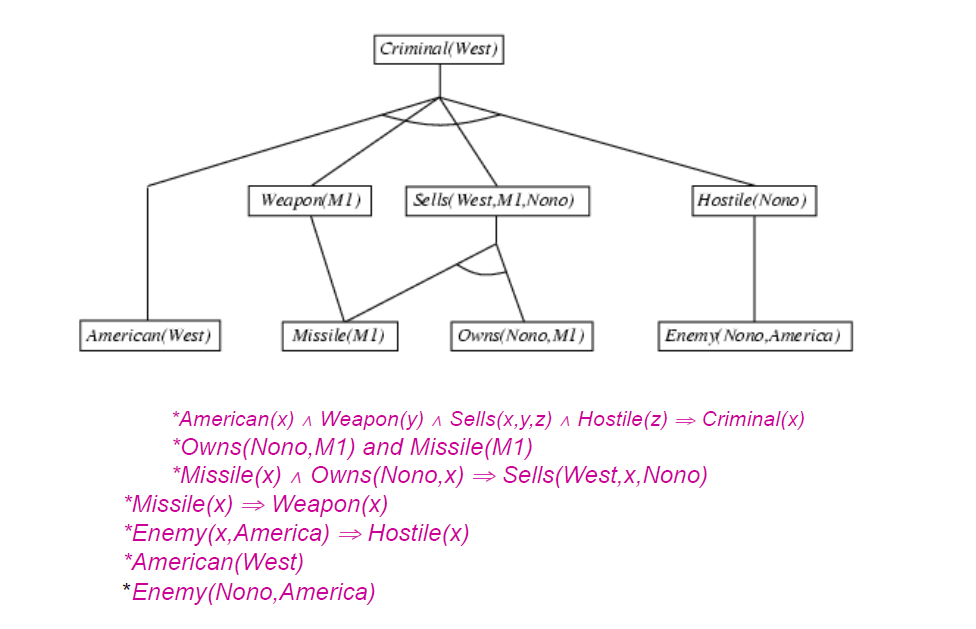 Criminal(West)
Weapon(M1) Sells(West,M1,Nono) Hostile(Nono)
American(West) Missile(M1) Owns(Nono,M1) Enemy(Nono,America)
*American(x) ∧ Weapon(y) ∧ Sells(x,y,z) ∧ Hostile(z) ⇒ Criminal(x)
*Owns(Nono,M1) and Missile(M1)
*Missile(x) ∧ Owns(Nono,x) ⇒ Sells(West,x,Nono)
*Missile(x) ⇒ Weapon(x)
*Enemy(x,America) ⇒ Hostile(x)
*American(West)
*Enemy(Nono,America)